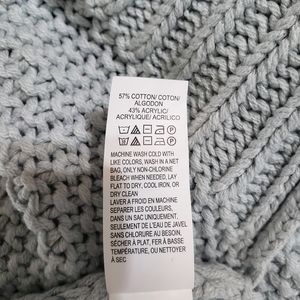 57% COTTON/ COTON/
ALGODON
43% ACRYLIC/
ACRYLIQUE/ ACRILICO
MACHINE WASH COLD WITH
LIKE COLORS, WASH IN A NET
BAG, ONLY NON-CHLORINE
BLEACH WHEN NEEDED, LAY
FLAT TO DRY, COOL IRON, OR
DRY CLEAN
LAVER À FROID EN MACHINE
SEPARER LES COULEURS,
DANS UN SAC UNIQUEMENT,
SEULEMENT DE L'EAU DE JAVEL
SANS CHLORURE AU BESOIN,
SÉCHER À PLAT, FER À BASSE
TEMPÉRATURE, OU NETTOYER
À SEC